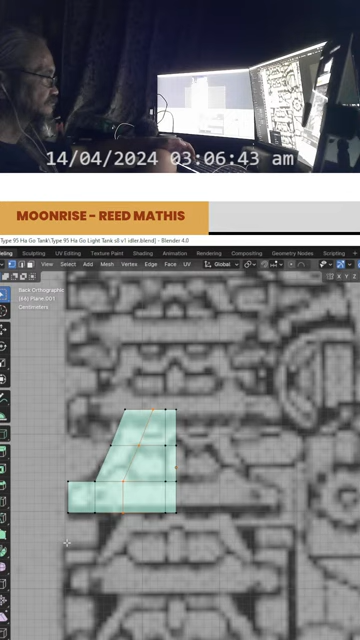 14/04/2024 03:06:43 am
MOONRISE - REED MATHIS
Type 95 Ha Go Tank\Type 95 Ha Go Light Tank s8 v1 idler.blend] - Blender 4.0
eling Sculpting UV Editing Texture Paint Shading Animation Rendering Compositing Geometry Nodes Scripting
View Select Add Mesh Vertex Edge Face UV Global
X Y Z
Back Orthographic
(66) Plane.001
Centimeters